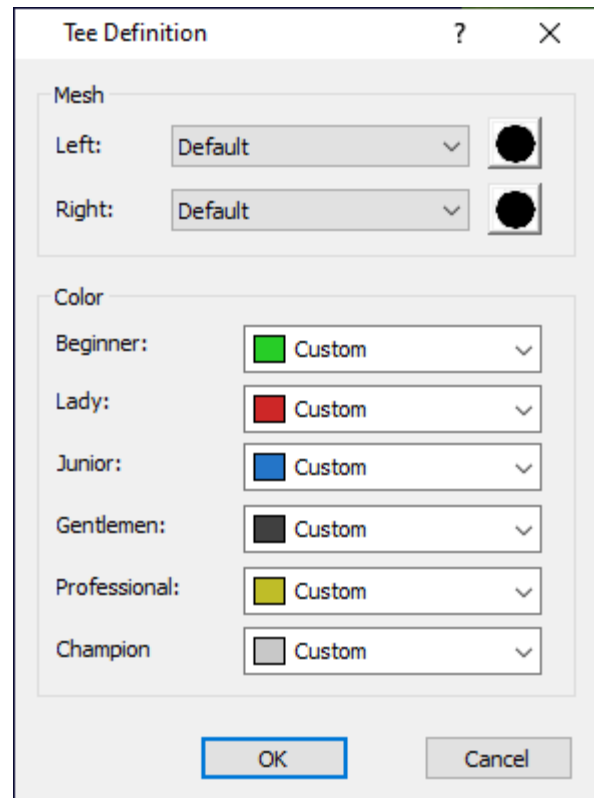 Tee Definition ?
Mesh
Left: Default
Right: Default
Color
Beginner: Custom
Lady: Custom
Junior: Custom
Gentlemen: Custom
Professional: Custom
Champion Custom
OK Cancel